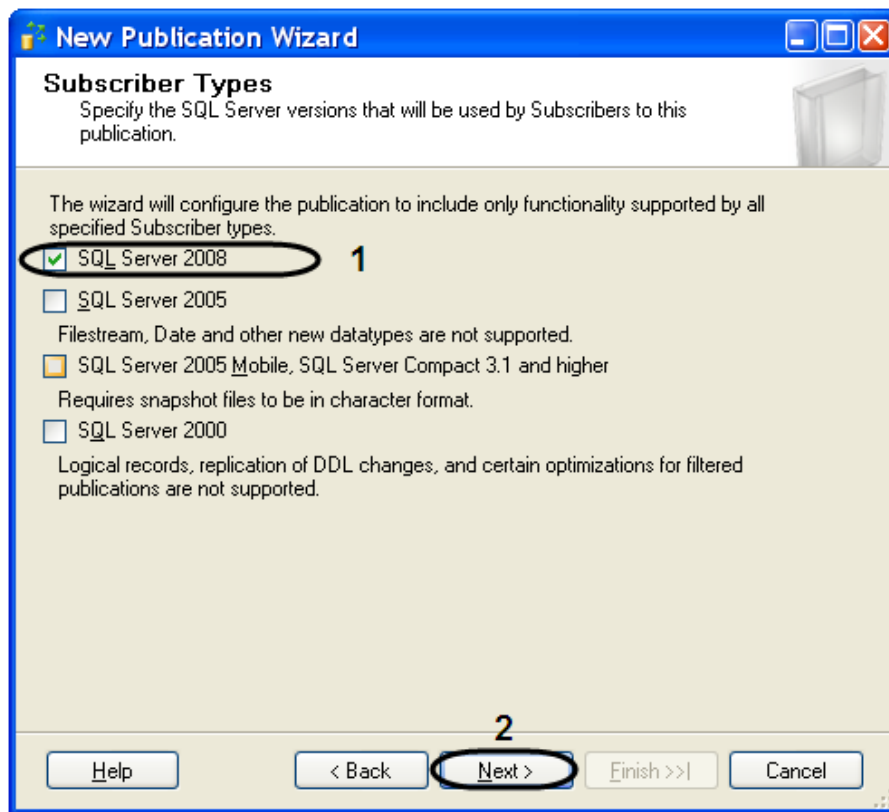 New Publication Wizard
Subscriber Types
Specify the SQL Server versions that will be used by Subscribers to this
publication.
The wizard will configure the publication to include only functionality supported by all
specified Subscriber types.
SQL Server 2008 1
SQL Server 2005
Filestream, Date and other new datatypes are not supported.
SQL Server 2005 Mobile, SQL Server Compact 3.1 and higher
Requires snapshot files to be in character format.
SQL Server 2000
Logical records, replication of DDL changes, and certain optimizations for filtered
publications are not supported.
2
Help < Back Next > Finish >>| Cancel